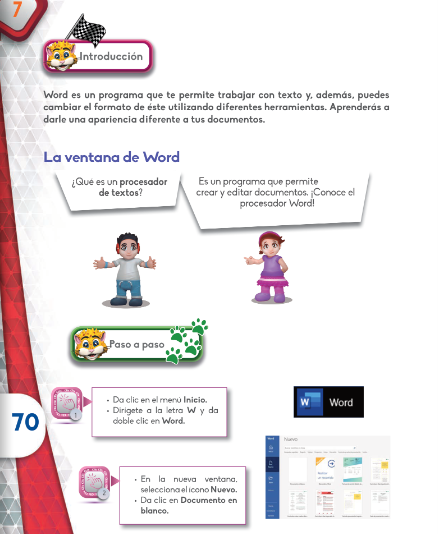 7
Introducción
Word es un programa que te permite trabajar con texto y, además, puedes
cambiar el formato de éste utilizando diferentes herramientas. Aprenderás a
darle una apariencia diferente a tus documentos.
La ventana de Word
¿Qué es un procesador
de textos?
Es un programa que permite
crear y editar documentos. ¡Conoce el
procesador Word!
Paso a paso
1
• Da clic en el menú Inicio.
• Dirígete a la letra W y da
doble clic en Word.
W Word
70
2
• En la nueva ventana,
selecciona el icono Nuevo.
• Da clic en Documento en
blanco.
Nuevo